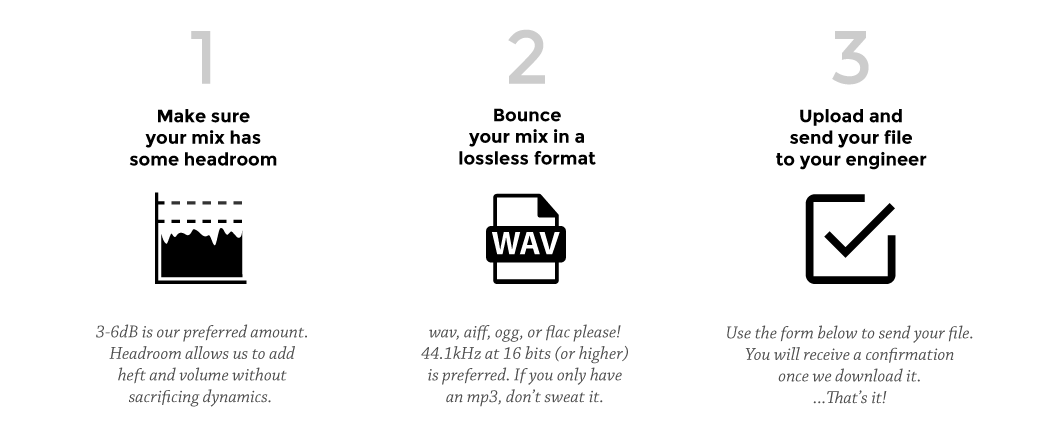 1
Make sure
your mix has
some headroom
3-6dB is our preferred amount.
Headroom allows us to add
heft and volume without
sacrificing dynamics.
2
Bounce
your mix in a
lossless format
WAV
wav, aiff, ogg, or flac please!
44.1kHz at 16 bits (or higher)
is preferred. If you only have
an mp3, don't sweat it.
3
Upload and
send your file
to your engineer
Use the form below to send your file.
You will receive a confirmation
once we download it.
...That's it!